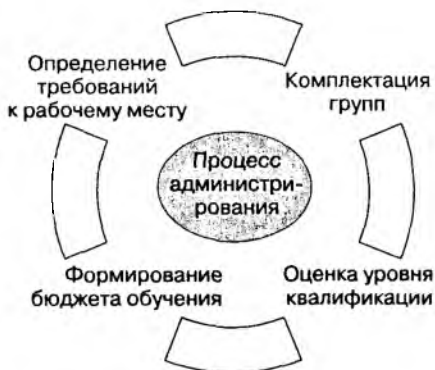 Определение
требований
к рабочему месту
Комплектация
групп
Процесс
администри-
рования
Формирование
бюджета обучения
Оценка уровня
квалификации